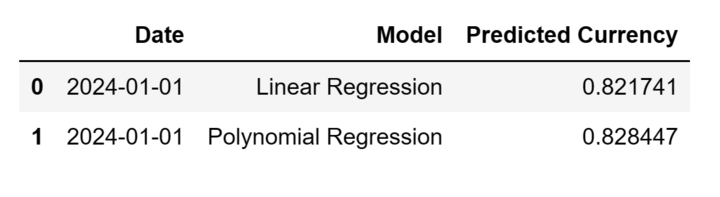 Date Model Predicted Currency
0 2024-01-01 Linear Regression 0.821741
1 2024-01-01 Polynomial Regression 0.828447